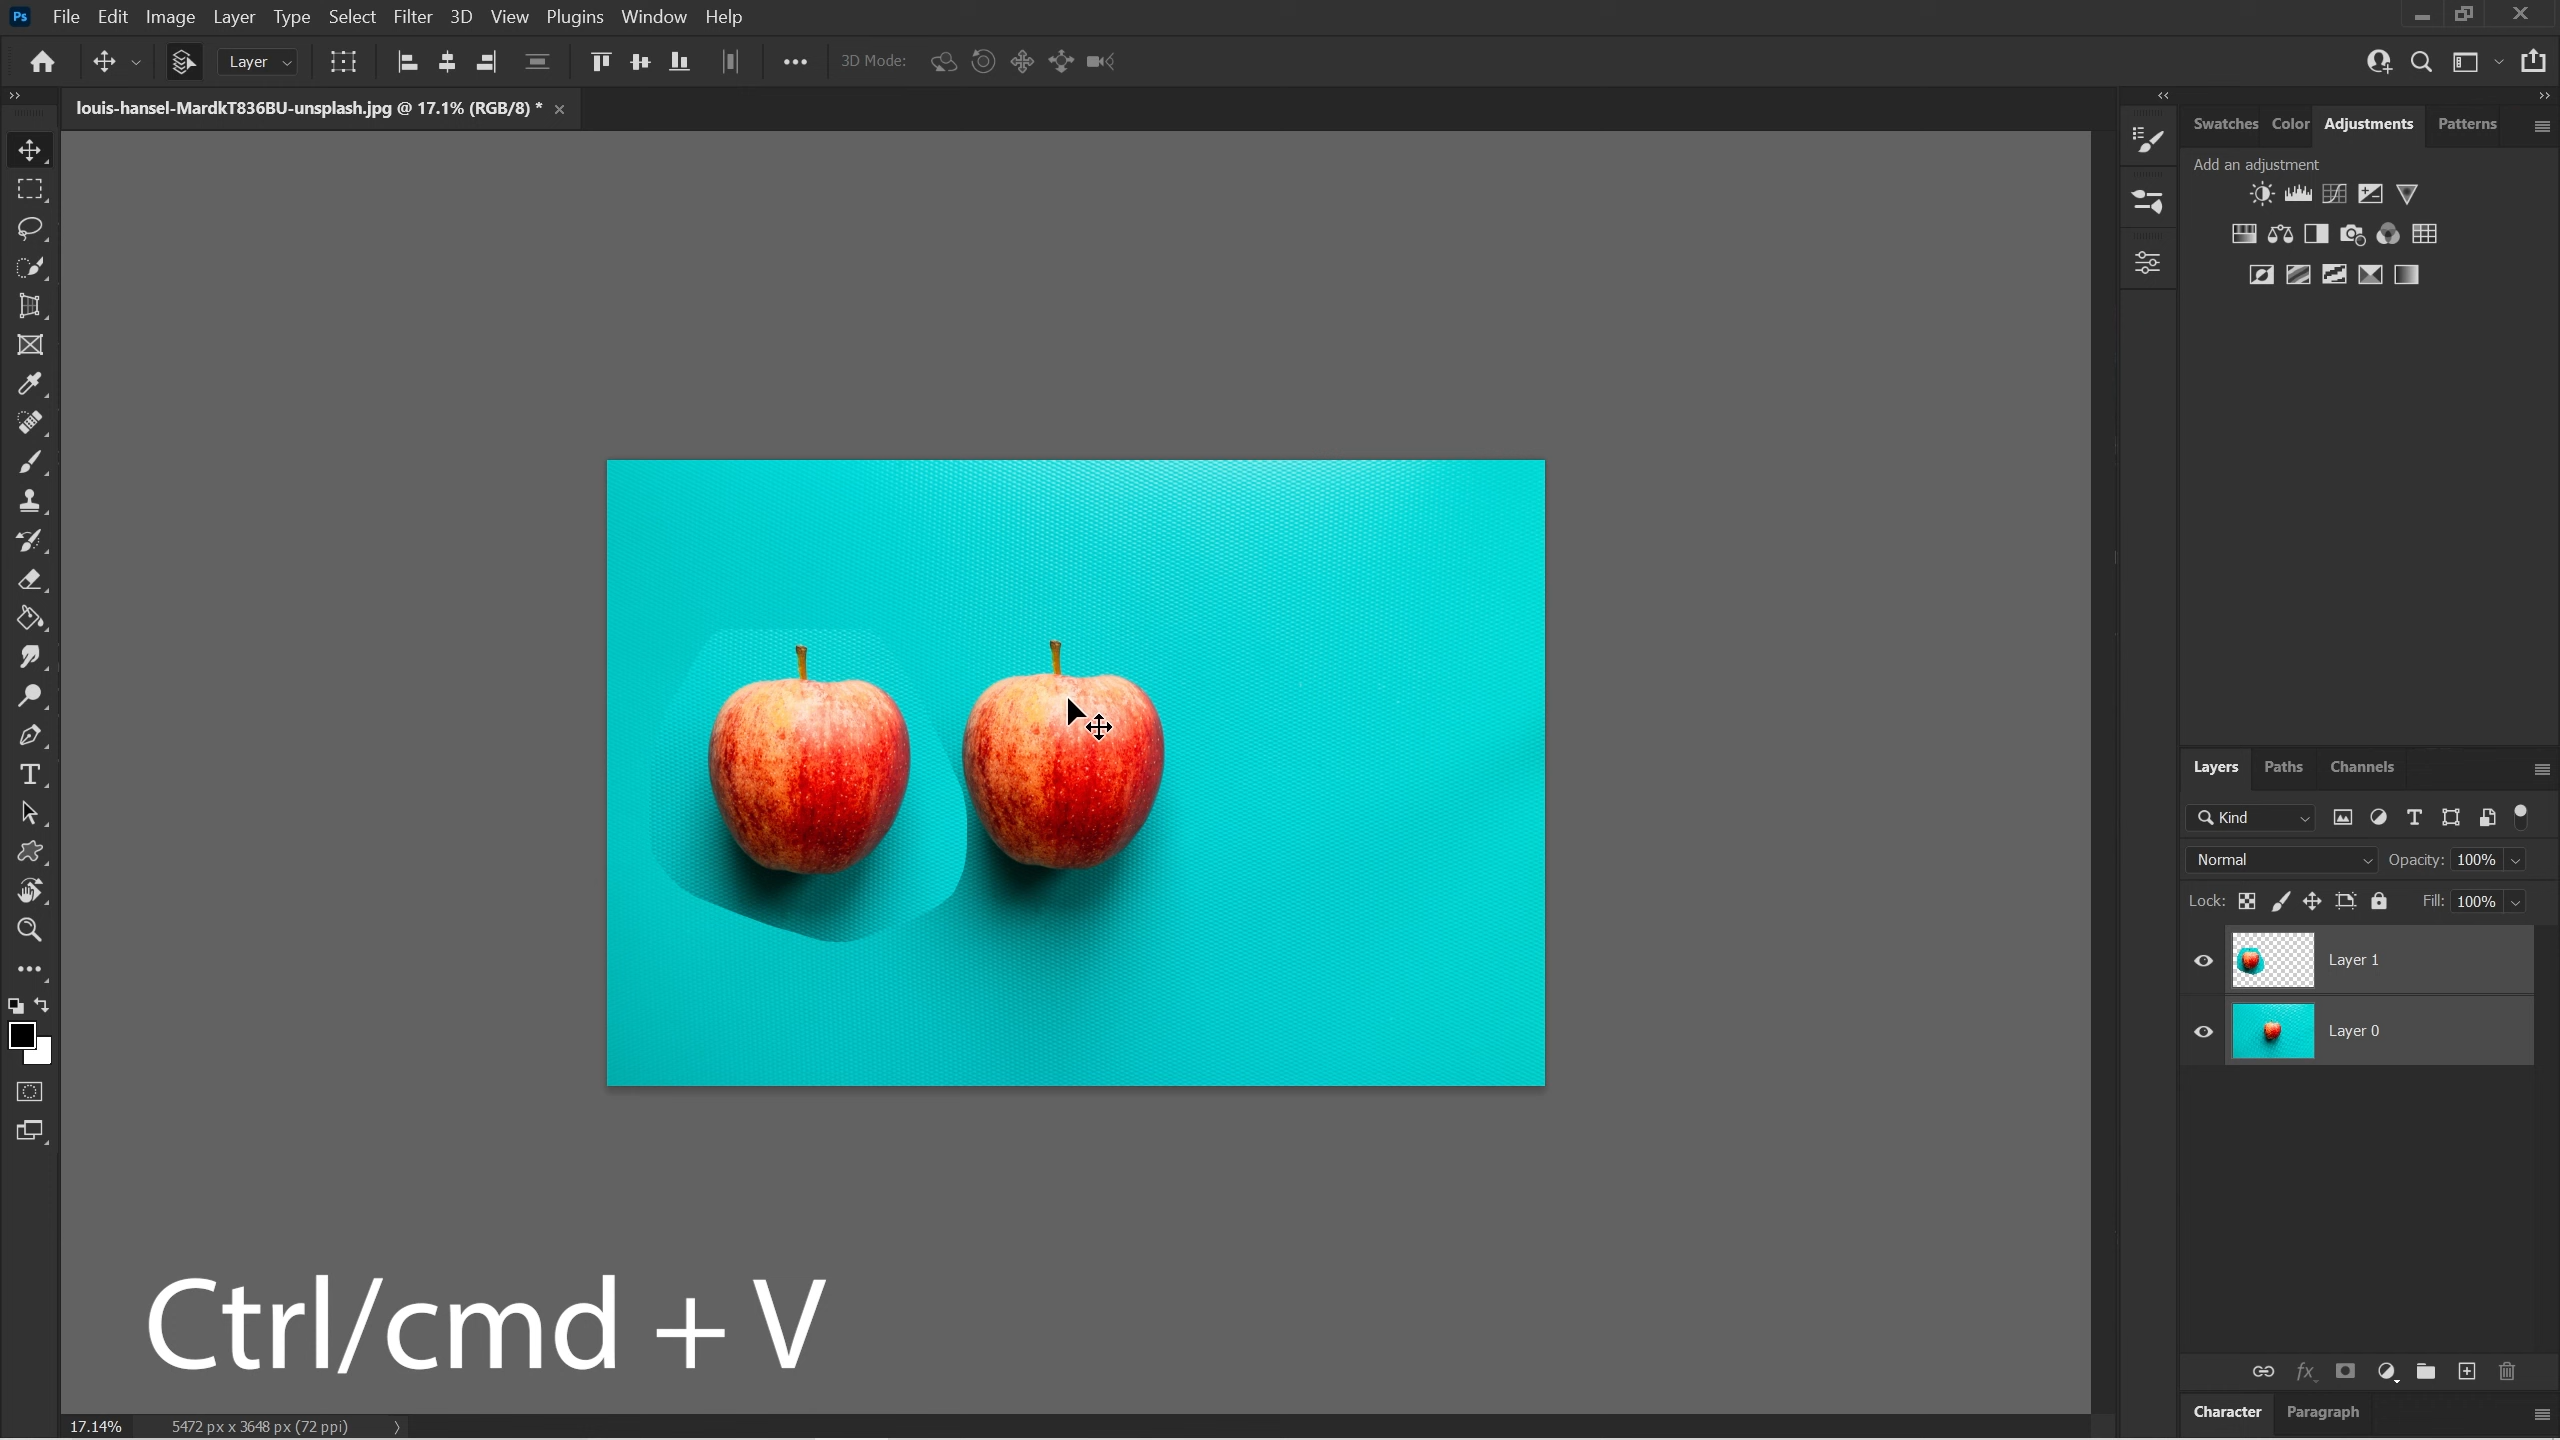 Ps File Edit Image Layer Type Select Filter 3D View Plugins Window Help
Layer 3D Mode:
louis-hansel-MardkT836BU-unsplash.jpg @ 17.1% (RGB/8) *
Swatches Color Adjustments Patterns
Add an adjustment
Layers Paths Channels
Kind
Normal Opacity: 100%
Lock: Fill: 100%
Layer 1
Layer 0
fx
Ctrl/cmd + V
Character Paragraph
17.14% 5472 px x 3648 px (72 ppi)